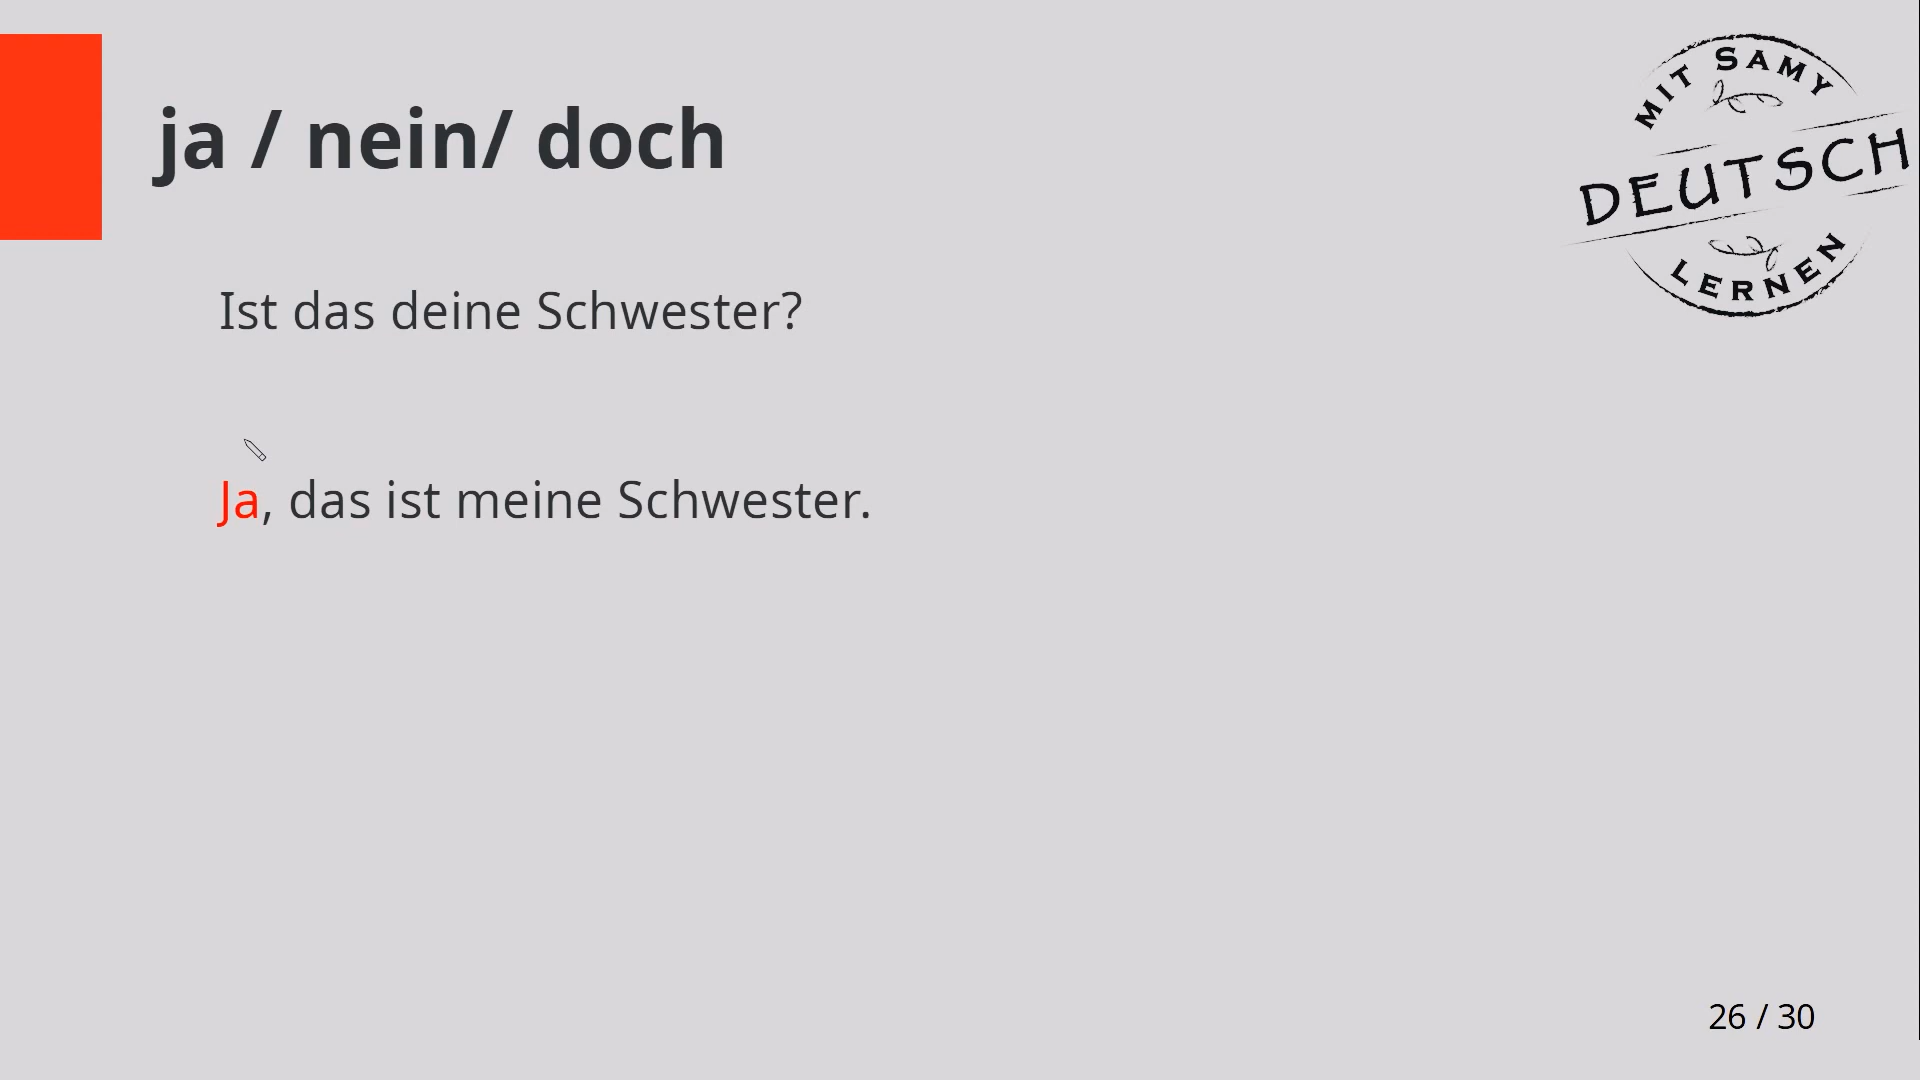 ja / nein/ doch
MIT SAMY
DEUTSCH
LERNEN
Ist das deine Schwester?
Ja, das ist meine Schwester.
26 / 30